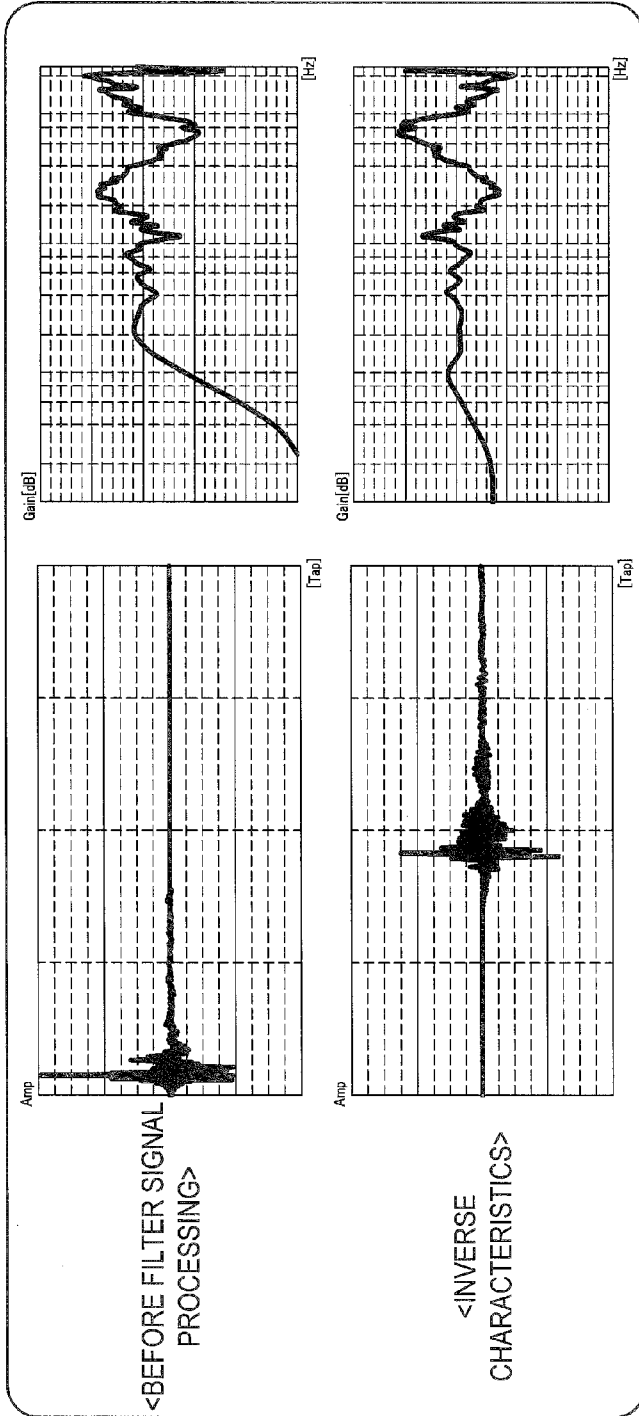 <BEFORE FILTER SIGNAL
PROCESSING>
Amp
[Tap]
Gain[dB]
[Hz]
<INVERSE
CHARACTERISTICS>
Amp
[Tap]
Gain[dB]
[Hz]